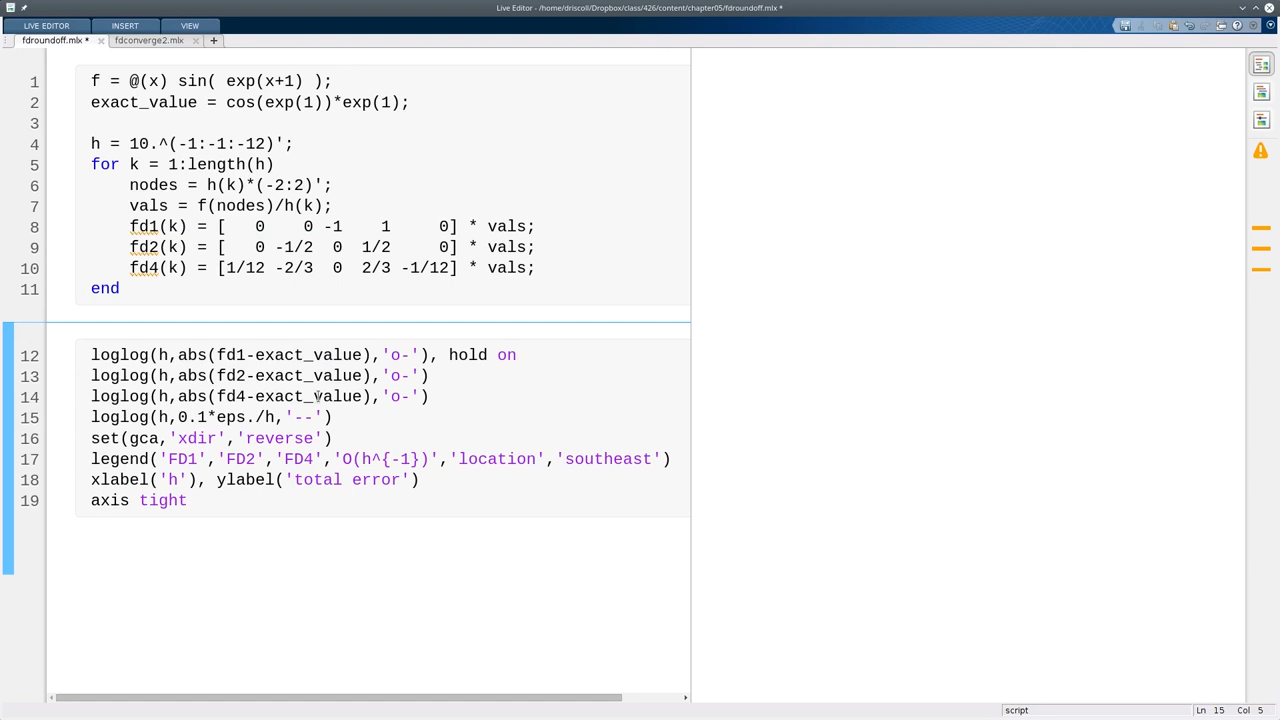 Live Editor - /home/driscoll/Dropbox/class/426/content/chapter05/fdroundoff.mlx *
LIVE EDITOR INSERT VIEW
fdroundoff.mlx * × fdconverge2.mlx × +
1 f = @(x) sin( exp(x+1) );
2 exact_value = cos(exp(1))*exp(1);
3
4 h = 10.^(-1:-1:-12)';
5 for k = 1:length(h)
6     nodes = h(k)*(-2:2)';
7     vals = f(nodes)/h(k);
8     fd1(k) = [   0    0 -1    1     0] * vals;
9     fd2(k) = [   0 -1/2  0  1/2     0] * vals;
10     fd4(k) = [1/12 -2/3  0  2/3 -1/12] * vals;
11 end
12 loglog(h,abs(fd1-exact_value),'o-'), hold on
13 loglog(h,abs(fd2-exact_value),'o-')
14 loglog(h,abs(fd4-exact_value),'o-')
15 loglog(h,0.1*eps./h,'--')
16 set(gca,'xdir','reverse')
17 legend('FD1','FD2','FD4','O(h^{-1})','location','southeast')
18 xlabel('h'), ylabel('total error')
19 axis tight
script Ln 15 Col 5